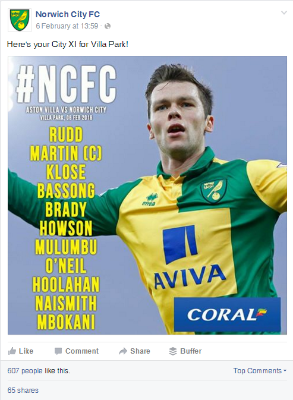 Norwich City FC
6 February at 13:59
Here's your City XI for Villa Park!
#NCFC
ASTON VILLA VS NORWICH CITY
VILLA PARK, 06 FEB 2016
RUDD
MARTIN (C)
KLOSE
BASSONG
BRADY
HOWSON
MULUMBU
O'NEIL
HOOLAHAN
NAISMITH
MBOKANI
AVIVA
CORAL
Like Comment Share Buffer
607 people like this. Top Comments
65 shares